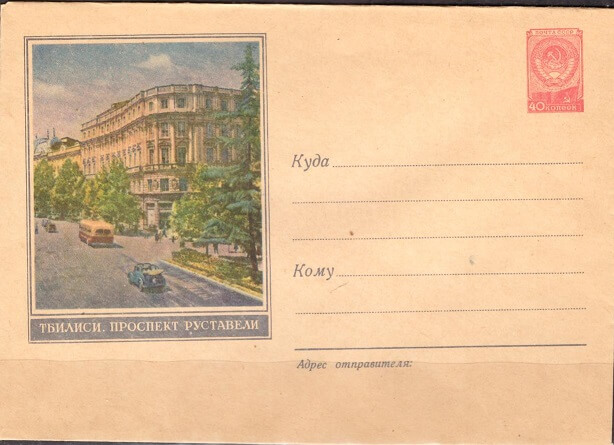 ПОЧТА СССР
40 КОПЕЕК
Куда
Кому
ТБИЛИСИ. ПРОСПЕКТ РУСТАВЕЛИ
Адрес отправителя: